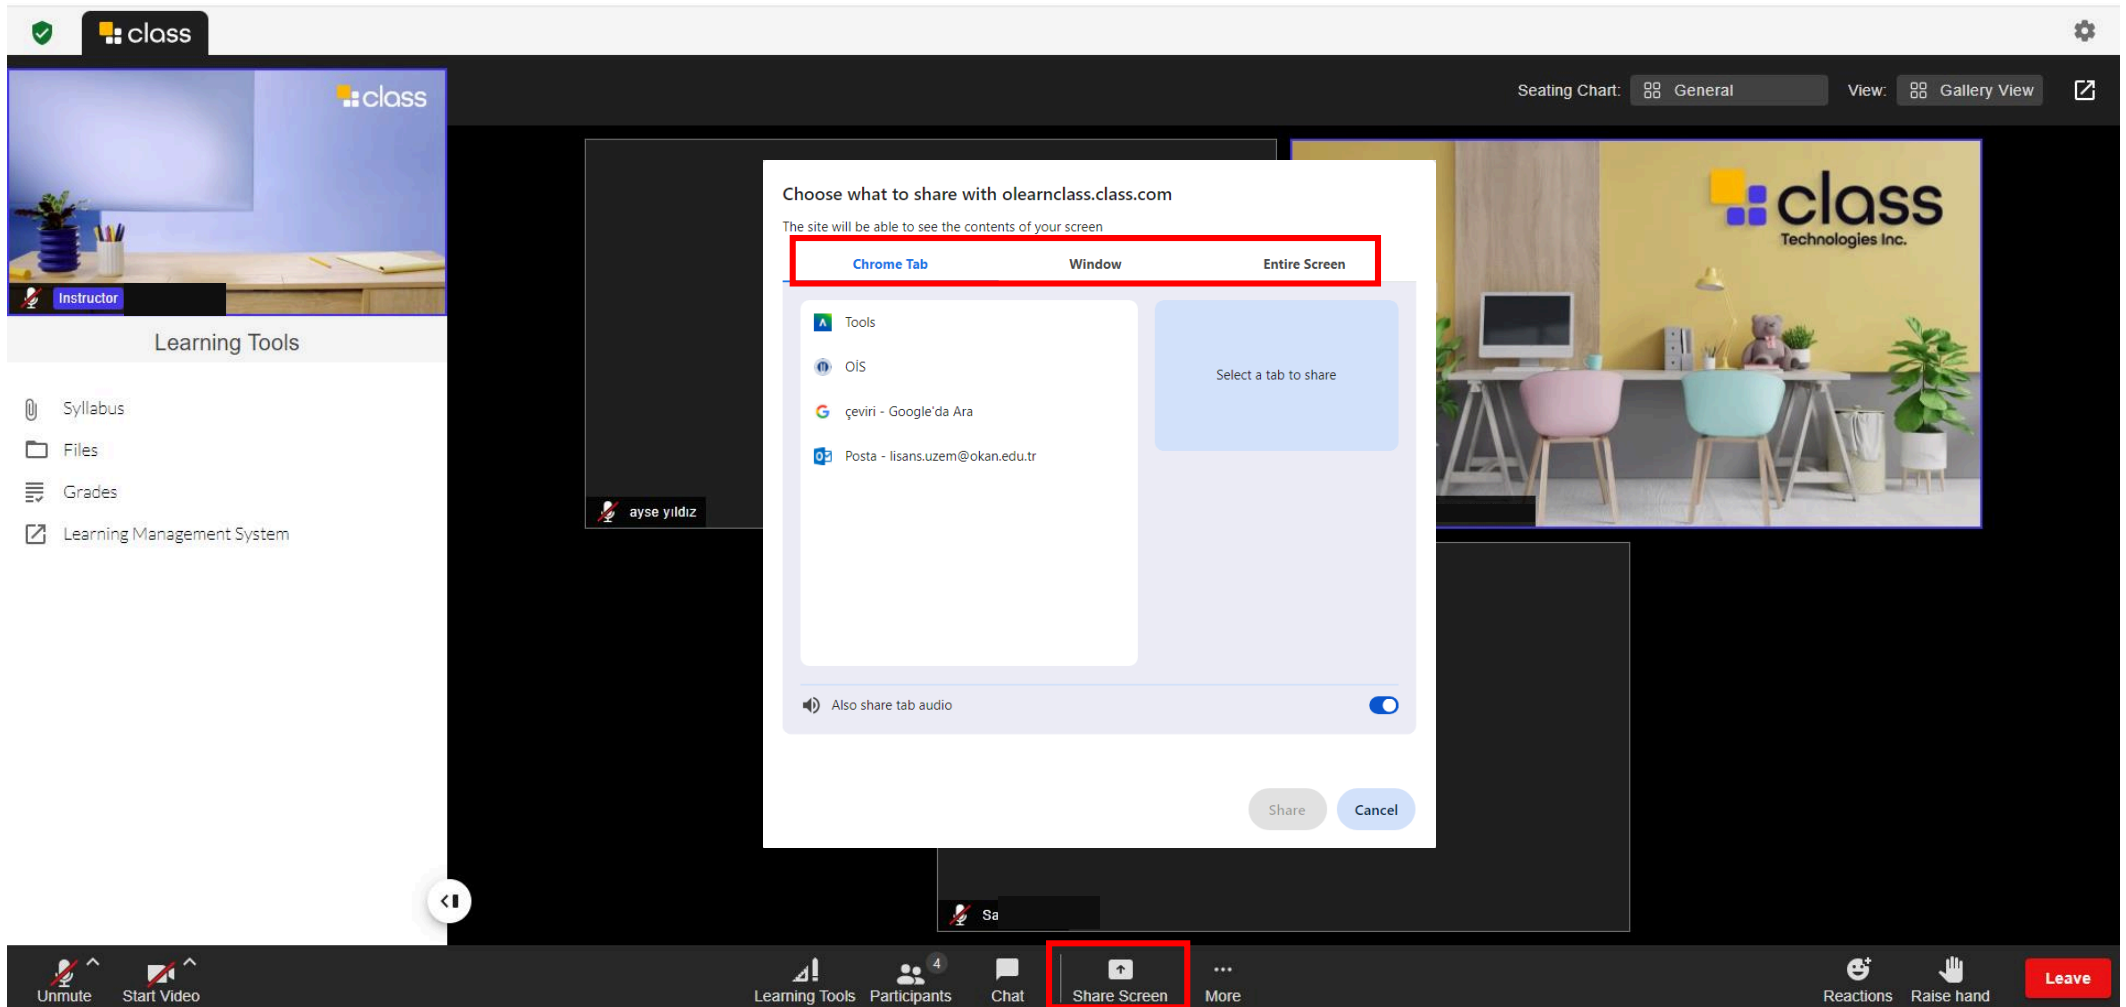 class
Seating Chart: General View: Gallery View
class
class
Technologies Inc.
Instructor
Learning Tools
Syllabus
Files
Grades
Learning Management System
ayse yıldız
Choose what to share with olearnclass.class.com
The site will be able to see the contents of your screen
Chrome Tab Window Entire Screen
Tools
OİS
çeviri - Google'da Ara
Posta - lisans.uzem@okan.edu.tr
Select a tab to share
Also share tab audio
Share Cancel
Sa
Unmute Start Video Learning Tools Participants 4 Chat Share Screen More Reactions Raise hand Leave